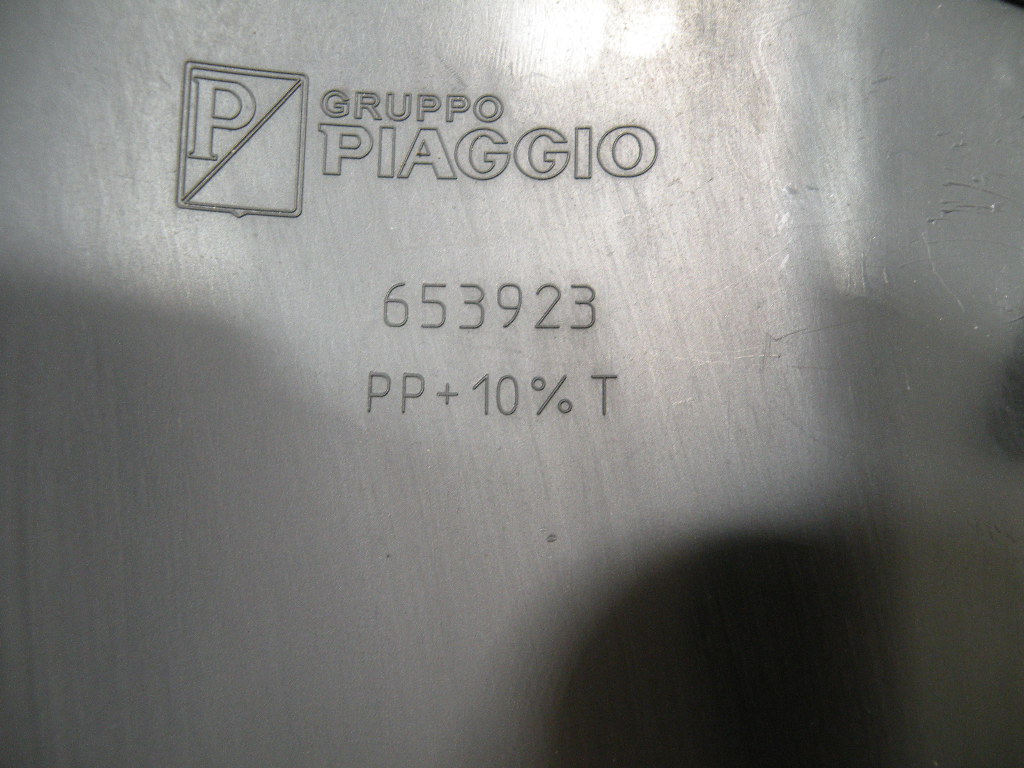 P
GRUPPO
PIAGGIO
653923
PP+10% T